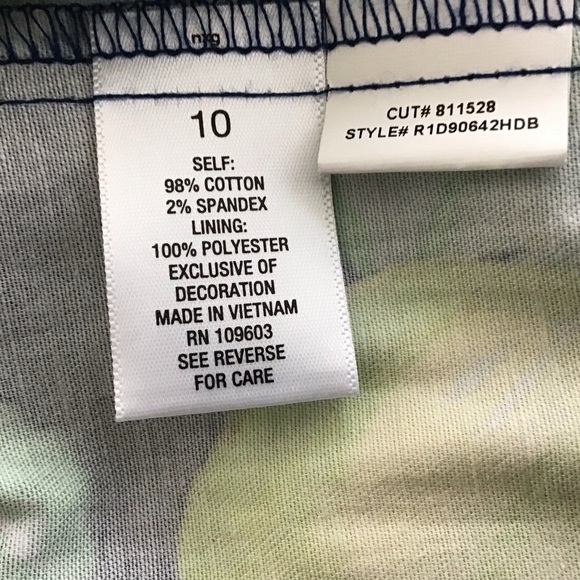 10
SELF:
98% COTTON
2% SPANDEX
LINING:
100% POLYESTER
EXCLUSIVE OF
DECORATION
MADE IN VIETNAM
RN 109603
SEE REVERSE
FOR CARE
CUT# 811528
STYLE# R1D90642HDB